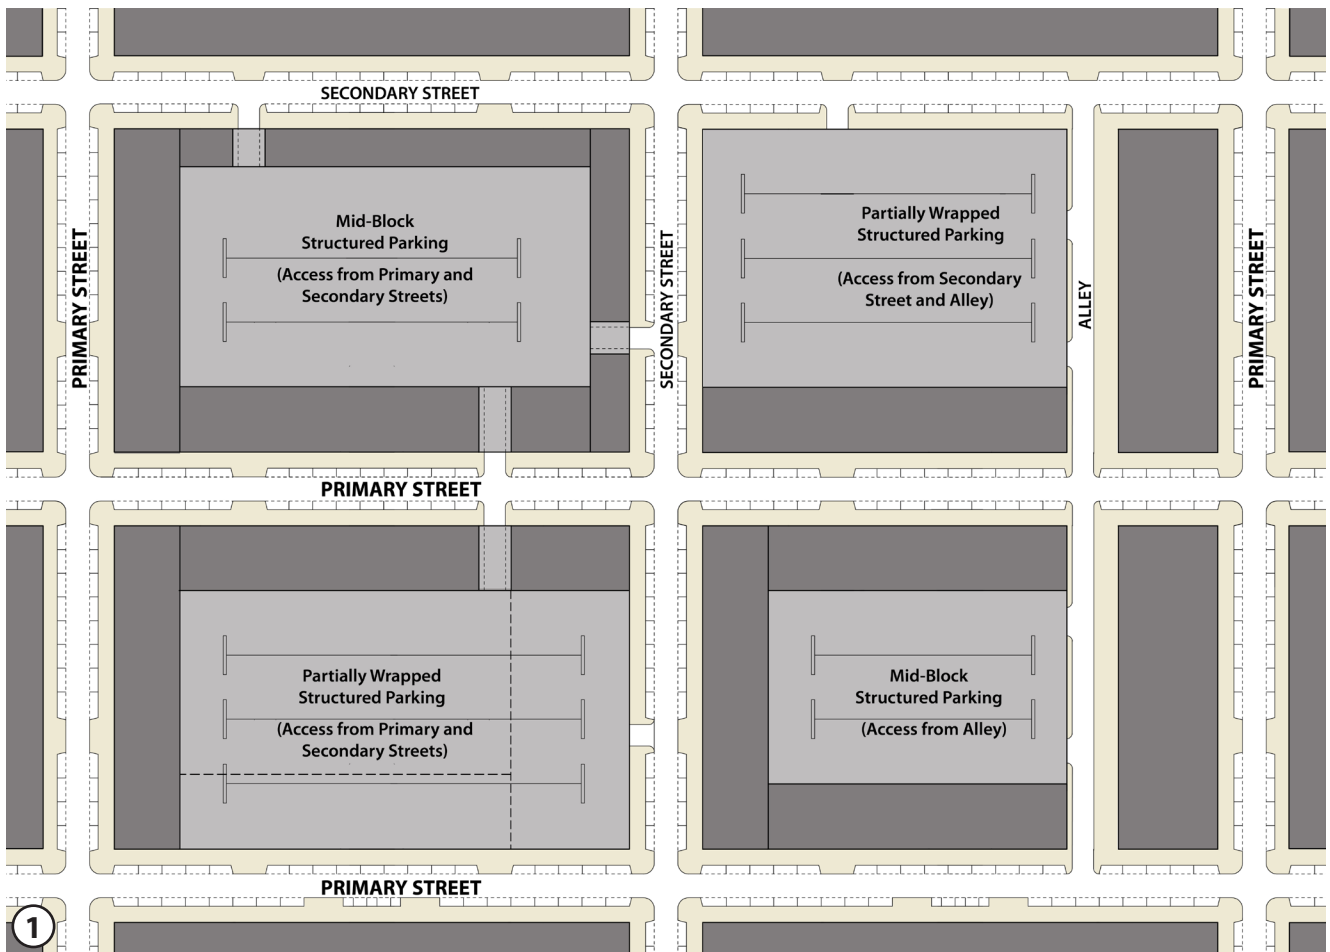 SECONDARY STREET
PRIMARY STREET
Mid-Block
Structured Parking
(Access from Primary and
Secondary Streets)
SECONDARY STREET
Partially Wrapped
Structured Parking
(Access from Secondary
Street and Alley)
ALLEY
PRIMARY STREET
PRIMARY STREET
Partially Wrapped
Structured Parking
(Access from Primary and
Secondary Streets)
Mid-Block
Structured Parking
(Access from Alley)
PRIMARY STREET
1